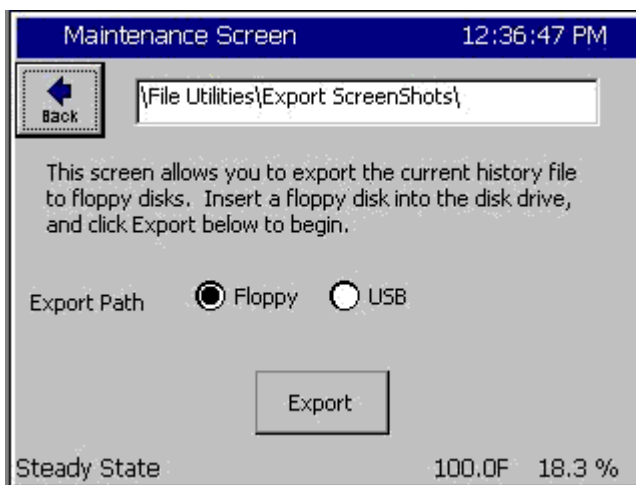 Maintenance Screen 12:36:47 PM
Back
\File Utilities\Export ScreenShots\
This screen allows you to export the current history file
to floppy disks.  Insert a floppy disk into the disk drive,
and click Export below to begin.
Export Path Floppy USB
Export
Steady State 100.0F 18.3 %